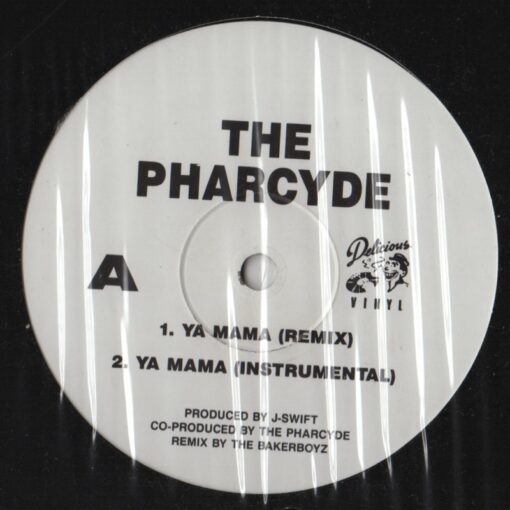 THE
PHARCYDE
A
Delicious
VINYL
1. YA MAMA (REMIX)
2. YA MAMA (INSTRUMENTAL)
PRODUCED BY J-SWIFT
CO-PRODUCED BY THE PHARCYDE
REMIX BY THE BAKERBOYZ